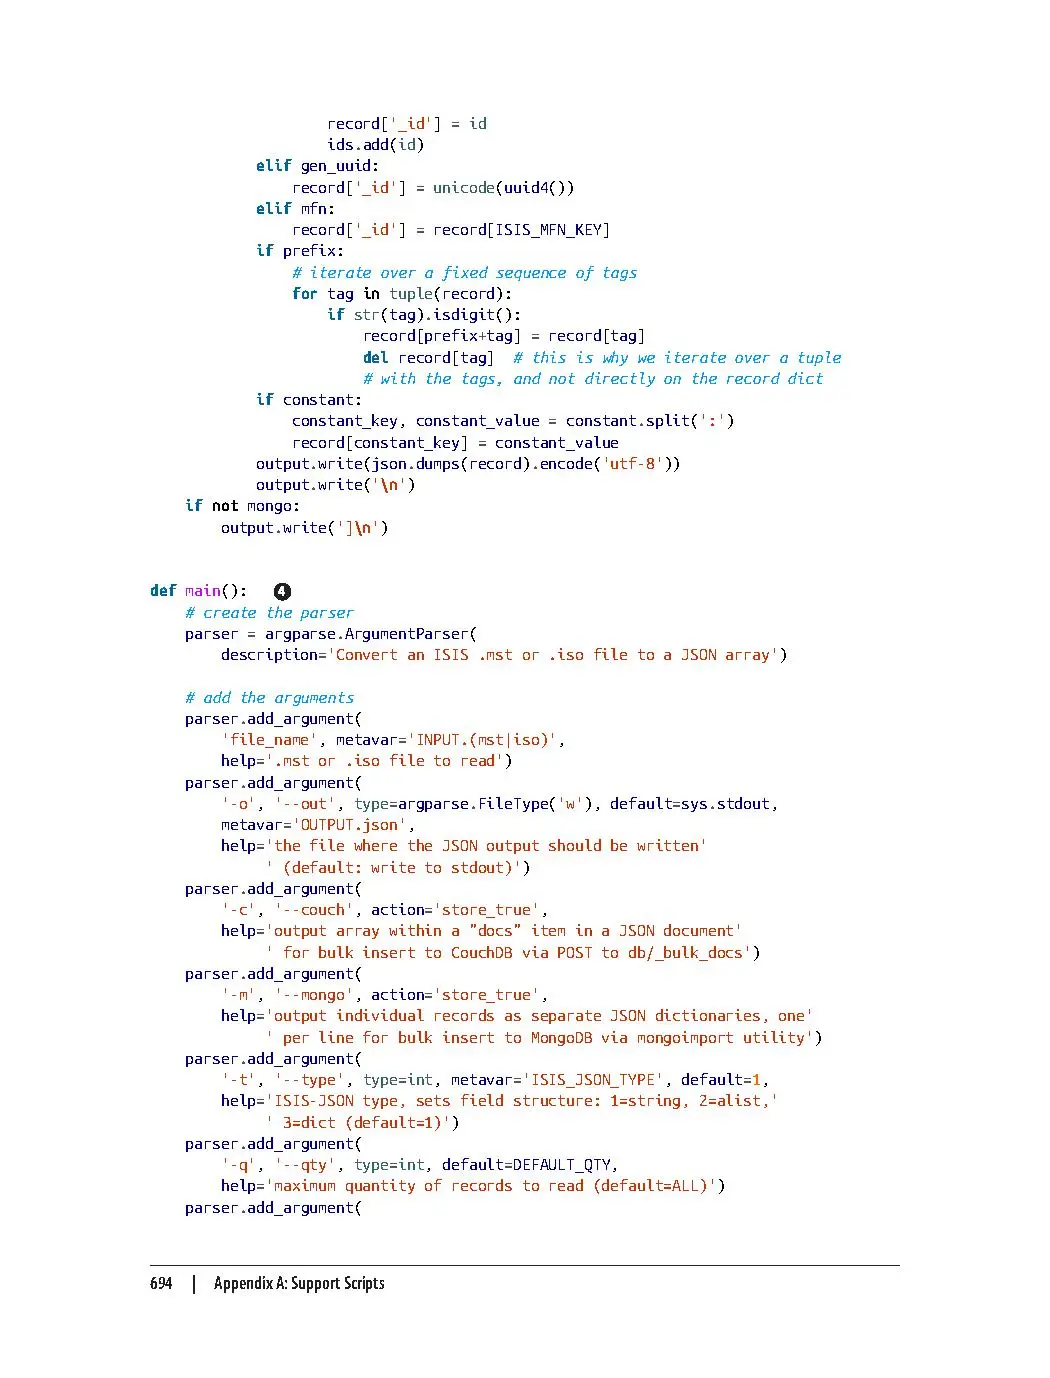 record['_id'] = id
                    ids.add(id)
            elif gen_uuid:
                record['_id'] = unicode(uuid4())
            elif mfn:
                record['_id'] = record[ISIS_MFN_KEY]
            if prefix:
                # iterate over a fixed sequence of tags
                for tag in tuple(record):
                    if str(tag).isdigit():
                        record[prefix+tag] = record[tag]
                        del record[tag]  # this is why we iterate over a tuple
                        # with the tags, and not directly on the record dict
            if constant:
                constant_key, constant_value = constant.split(':')
                record[constant_key] = constant_value
            output.write(json.dumps(record).encode('utf-8'))
            output.write('\n')
    if not mongo:
        output.write(']\n')

def main():   ❹
    # create the parser
    parser = argparse.ArgumentParser(
        description='Convert an ISIS .mst or .iso file to a JSON array')

    # add the arguments
    parser.add_argument(
        'file_name', metavar='INPUT.(mst|iso)',
        help='.mst or .iso file to read')
    parser.add_argument(
        '-o', '--out', type=argparse.FileType('w'), default=sys.stdout,
        metavar='OUTPUT.json',
        help='the file where the JSON output should be written'
             ' (default: write to stdout)')
    parser.add_argument(
        '-c', '--couch', action='store_true',
        help='output array within a "docs" item in a JSON document'
             ' for bulk insert to CouchDB via POST to db/_bulk_docs')
    parser.add_argument(
        '-m', '--mongo', action='store_true',
        help='output individual records as separate JSON dictionaries, one'
             ' per line for bulk insert to MongoDB via mongoimport utility')
    parser.add_argument(
        '-t', '--type', type=int, metavar='ISIS_JSON_TYPE', default=1,
        help='ISIS-JSON type, sets field structure: 1=string, 2=alist,'
             ' 3=dict (default=1)')
    parser.add_argument(
        '-q', '--qty', type=int, default=DEFAULT_QTY,
        help='maximum quantity of records to read (default=ALL)')
    parser.add_argument(

694 | Appendix A: Support Scripts